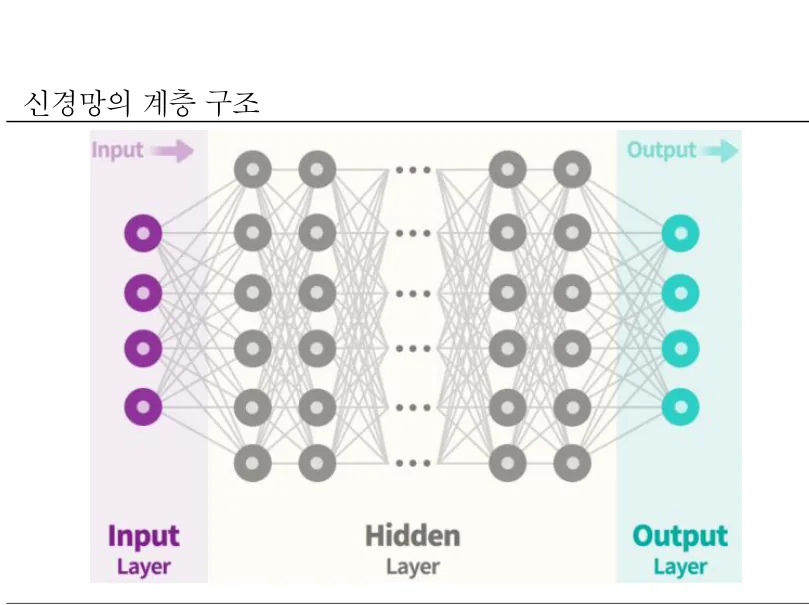 신경망의 계층 구조
Input
Output
Input
Layer
Hidden
Layer
Output
Layer